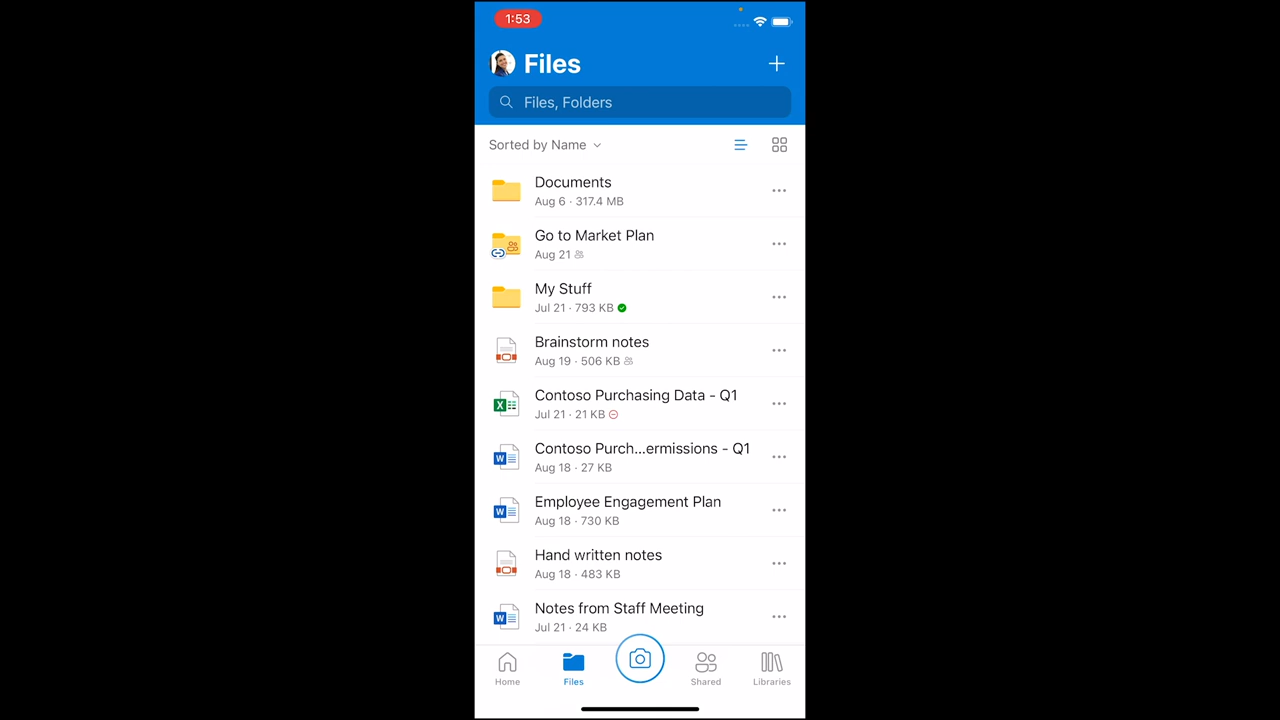 1:53
Files
Files, Folders
Sorted by Name
Documents
Aug 6 · 317.4 MB
Go to Market Plan
Aug 21
My Stuff
Jul 21 · 793 KB
Brainstorm notes
Aug 19 · 506 KB
Contoso Purchasing Data - Q1
Jul 21 · 21 KB
Contoso Purch...ermissions - Q1
Aug 18 · 27 KB
Employee Engagement Plan
Aug 18 · 730 KB
Hand written notes
Aug 18 · 483 KB
Notes from Staff Meeting
Jul 21 · 24 KB
Home
Files
Shared
Libraries